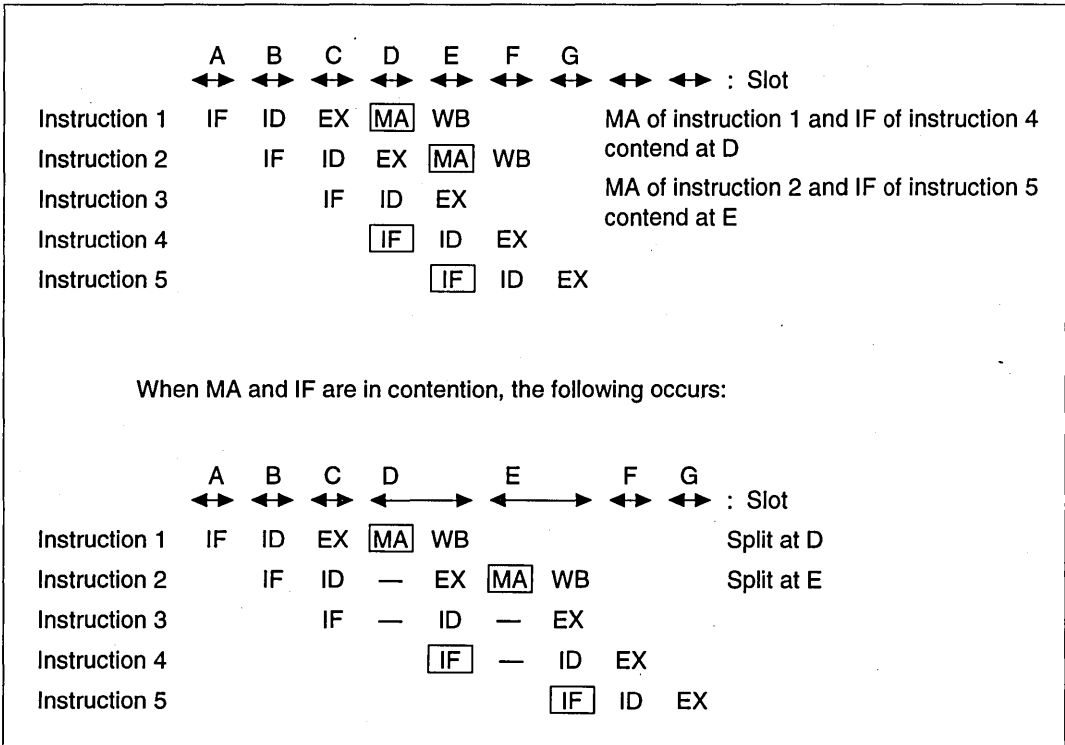 A B C D E F G
: Slot
Instruction 1 IF ID EX MA WB MA of instruction 1 and IF of instruction 4
contend at D
Instruction 2 IF ID EX MA WB
MA of instruction 2 and IF of instruction 5
contend at E
Instruction 3 IF ID EX
Instruction 4 IF ID EX
Instruction 5 IF ID EX
When MA and IF are in contention, the following occurs:
A B C D E F G
: Slot
Instruction 1 IF ID EX MA WB Split at D
Instruction 2 IF ID — EX MA WB Split at E
Instruction 3 IF — ID — EX
Instruction 4 IF — ID EX
Instruction 5 IF ID EX